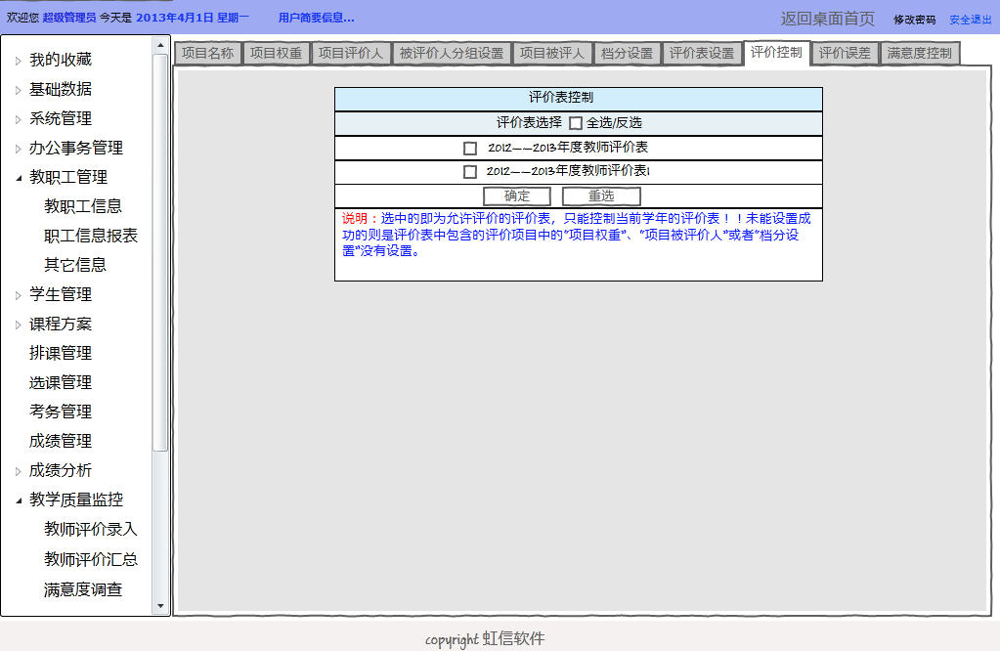 欢迎您 超级管理员 今天是 2013年4月1日 星期一 用户简要信息... 返回桌面首页 修改密码 安全退出
我的收藏
基础数据
系统管理
办公事务管理
教职工管理
教职工信息
职工信息报表
其它信息
学生管理
课程方案
排课管理
选课管理
考务管理
成绩管理
成绩分析
教学质量监控
教师评价录入
教师评价汇总
满意度调查
项目名称 项目权重 项目评价人 被评价人分组设置 项目被评人 档分设置 评价表设置 评价控制 评价误差 满意度控制
评价表控制
评价表选择 全选/反选
2012——2013年度教师评价表
2012——2013年度教师评价表1
确定 重选
说明：选中的即为允许评价的评价表，只能控制当前学年的评价表！！未能设置成
功的则是评价表中包含的评价项目中的"项目权重"、"项目被评价人"或者"档分设
置"没有设置。
copyright 虹信软件